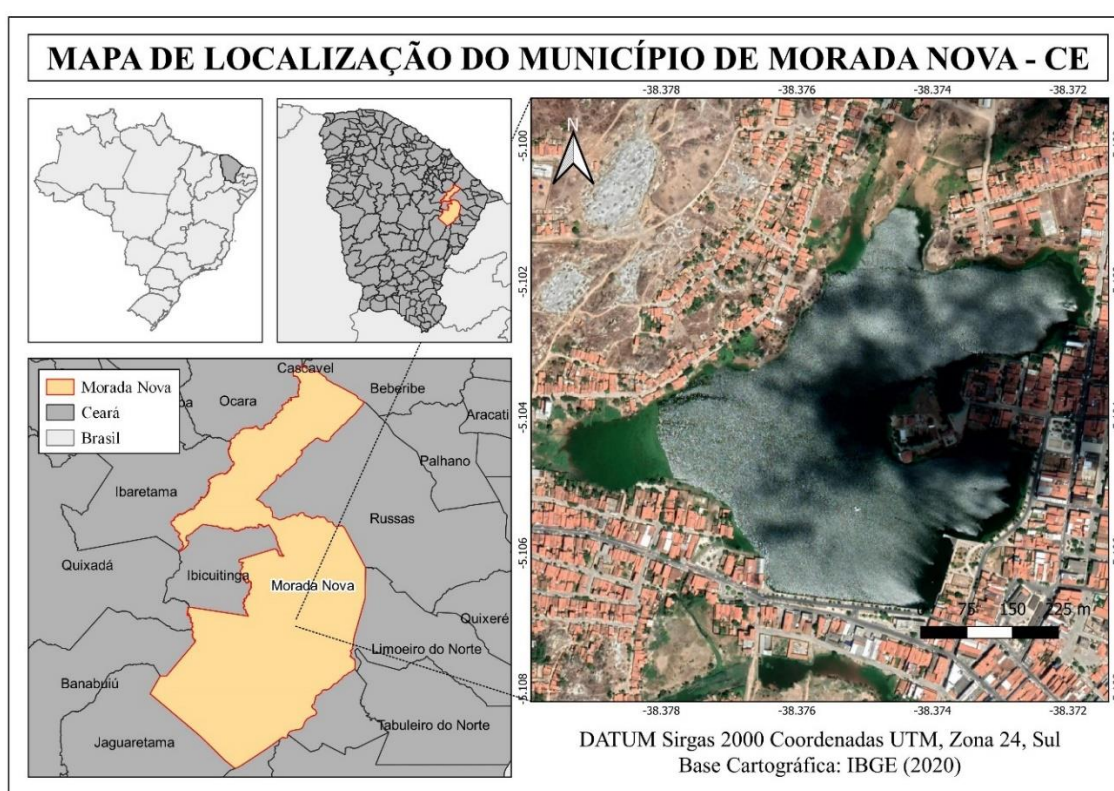 MAPA DE LOCALIZAÇÃO DO MUNICÍPIO DE MORADA NOVA - CE
-38.378 -38.376 -38.374 -38.372
N
-5.100
-5.102
-5.104
-5.106
-5.108
Morada Nova
Ceará
Brasil
Cascavel
Ocara
Beberibe
Aracati
Palhano
Ibaretama
Russas
Quixadá
Ibicuitinga
Morada Nova
Quixeré
Limoeiro do Norte
Banabuiú
Tabuleiro do Norte
Jaguaretama
0 75 150 225 m
-38.378 -38.376 -38.374 -38.372
DATUM Sirgas 2000 Coordenadas UTM, Zona 24, Sul
Base Cartográfica: IBGE (2020)